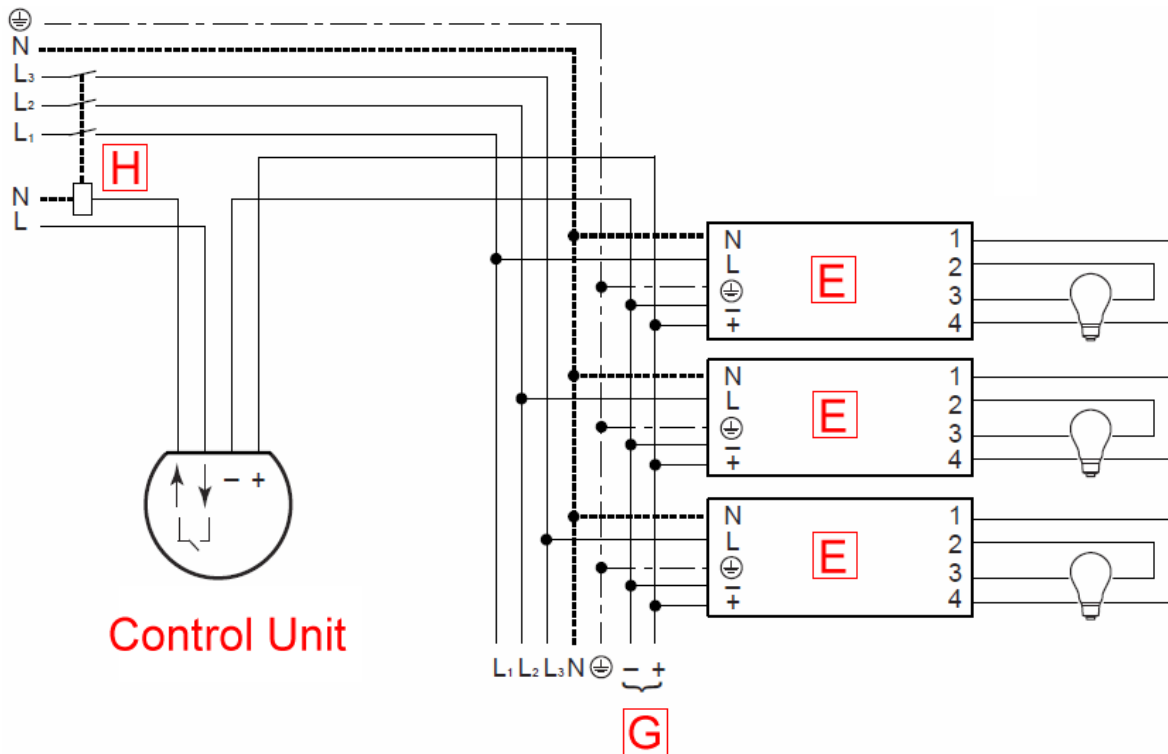 ⏚
N
L₃
L₂
L₁
H
N
L
N 1
L 2
E
⏚ 3
−
+ 4
N 1
L 2
E
⏚ 3
−
+ 4
N 1
L 2
E
⏚ 3
−
+ 4
− +
Control Unit
L₁ L₂ L₃ N ⏚ − +
G